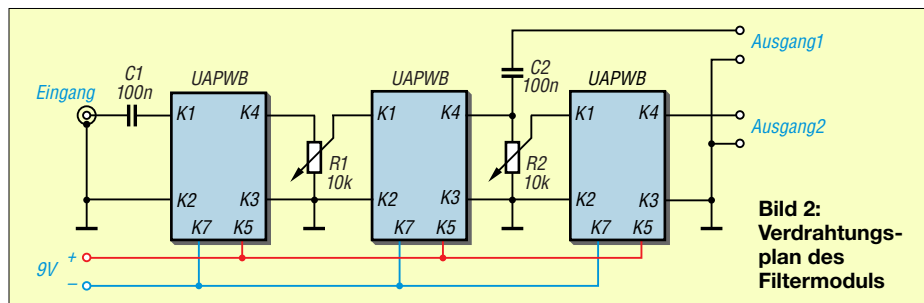 UAPWB
UAPWB
UAPWB
C1
100n
C2
100n
Eingang
Ausgang1
Ausgang2
K1
K4
K1
K4
K1
K4
R1
10k
R2
10k
K2
K3
K2
K3
K2
K3
K7
K5
K7
K5
K7
K5
9V
+
–
Bild 2:
Verdrahtungs-
plan des
Filtermoduls